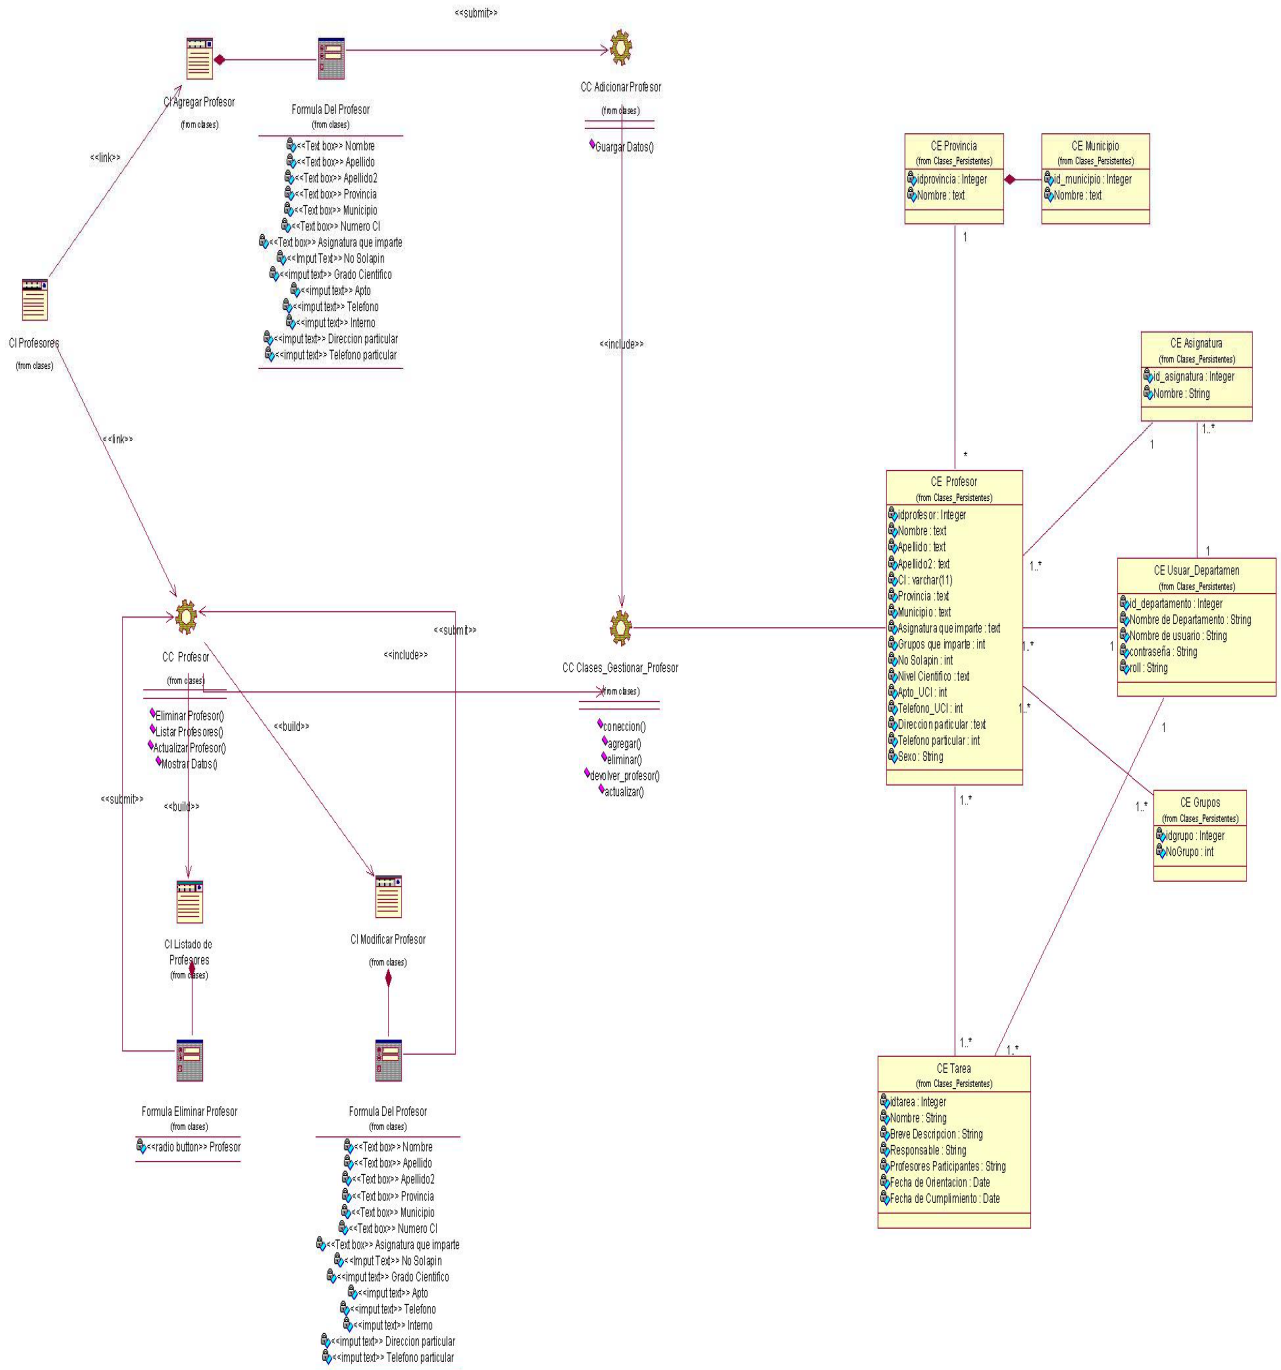 <<submit>>
CI Agregar Profesor
(from clases)
Formula Del Profesor
(from clases)
<<Text box>> Nombre
<<Text box>> Apellido
<<Text box>> Apellido2
<<Text box>> Provincia
<<Text box>> Municipio
<<Text box>> Numero CI
<<Text box>> Asignatura que imparte
<<Imput Text>> No Solapin
<<imput text>> Grado Cientifico
<<imput text>> Apto
<<imput text>> Telefono
<<imput text>> Interno
<<imput text>> Direccion particular
<<imput text>> Telefono particular
CC Adicionar Profesor
(from clases)
Guargar Datos()
<<link>>
CI Profesores
(from clases)
<<link>>
<<include>>
CE Provincia
(from Clases_Persistentes)
idprovincia : Integer
Nombre : text
CE Municipio
(from Clases_Persistentes)
id_municipio : Integer
Nombre : text
1
*
CE Asignatura
(from Clases_Persistentes)
id_asignatura : Integer
Nombre : String
1
1..*
CE Profesor
(from Clases_Persistentes)
idprofesor : Integer
Nombre : text
Apellido : text
Apellido2 : text
CI : varchar(11)
Provincia : text
Municipio : text
Asignatura que imparte : text
Grupos que imparte : int
No Solapin : int
Nivel Cientifico : text
Apto_UCI : int
Telefono_UCI : int
Direccion particular : text
Telefono particular : int
Sexo : String
1..*
1
CE Usuar_Departamen
(from Clases_Persistentes)
id_departamento : Integer
Nombre de Departamento : String
Nombre de usuario : String
contraseña : String
roll : String
1..*
1
1..*
1
1..*
CE Grupos
(from Clases_Persistentes)
idgrupo : Integer
NoGrupo : int
1..*
1..*
1..*
CE Tarea
(from Clases_Persistentes)
idtarea : Integer
Nombre : String
Breve Descripcion : String
Responsable : String
Profesores Participantes : String
Fecha de Orientacion : Date
Fecha de Cumplimiento : Date
CC Profesor
(from clases)
Eliminar Profesor()
Listar Profesores()
Actualizar Profesor()
Mostrar Datos()
<<submit>>
<<include>>
<<build>>
<<submit>>
<<build>>
CC Clases_Gestionar_Profesor
(from clases)
coneccion()
agregar()
eliminar()
devolver_profesor()
actualizar()
CI Listado de
Profesores
(from clases)
CI Modificar Profesor
(from clases)
Formula Eliminar Profesor
(from clases)
<<radio button>> Profesor
Formula Del Profesor
(from clases)
<<Text box>> Nombre
<<Text box>> Apellido
<<Text box>> Apellido2
<<Text box>> Provincia
<<Text box>> Municipio
<<Text box>> Numero CI
<<Text box>> Asignatura que imparte
<<Imput Text>> No Solapin
<<imput text>> Grado Cientifico
<<imput text>> Apto
<<imput text>> Telefono
<<imput text>> Interno
<<imput text>> Direccion particular
<<imput text>> Telefono particular